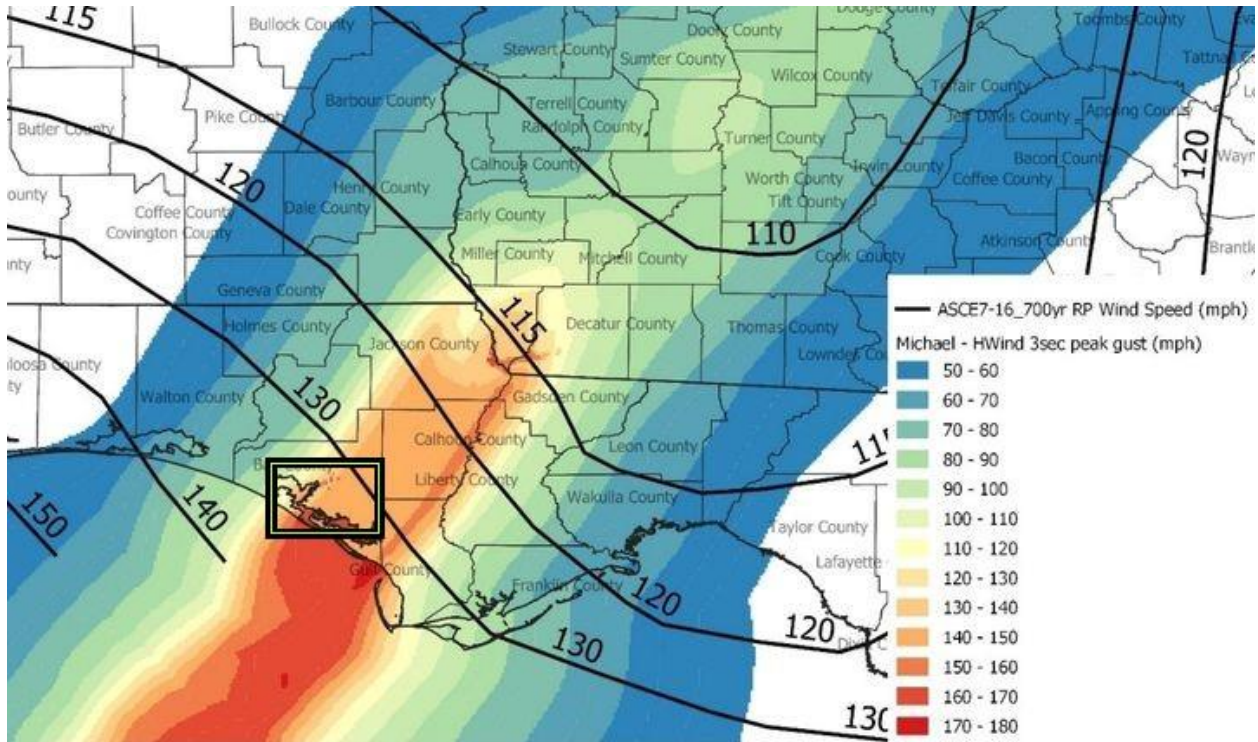 115
Bullock County
Dooly County
Dodge County
Toombs County
Stewart County
Sumter County
Tattnall County
Wilcox County
Barbour County
Terrell County
Telfair County
Pike County
Randolph County
Jeff Davis County
Appling County
Butler County
Turner County
120
Calhoun County
Irwin County
Bacon County
Henry County
Worth County
Coffee County
120
Dale County
Tift County
Coffee County
Early County
Covington County
110
Atkinson County
Miller County
Mitchell County
Cook County
Geneva County
115
Holmes County
Decatur County
Thomas County
Jackson County
Lowndes
Walton County
130
Gadsden County
Calhoun County
Leon County
115
Liberty County
Wakulla County
150
140
Taylor County
Lafayette
Gulf County
Franklin County
120
120
130
130
ASCE7-16_700yr RP Wind Speed (mph)
Michael - HWind 3sec peak gust (mph)
50 - 60
60 - 70
70 - 80
80 - 90
90 - 100
100 - 110
110 - 120
120 - 130
130 - 140
140 - 150
150 - 160
160 - 170
170 - 180